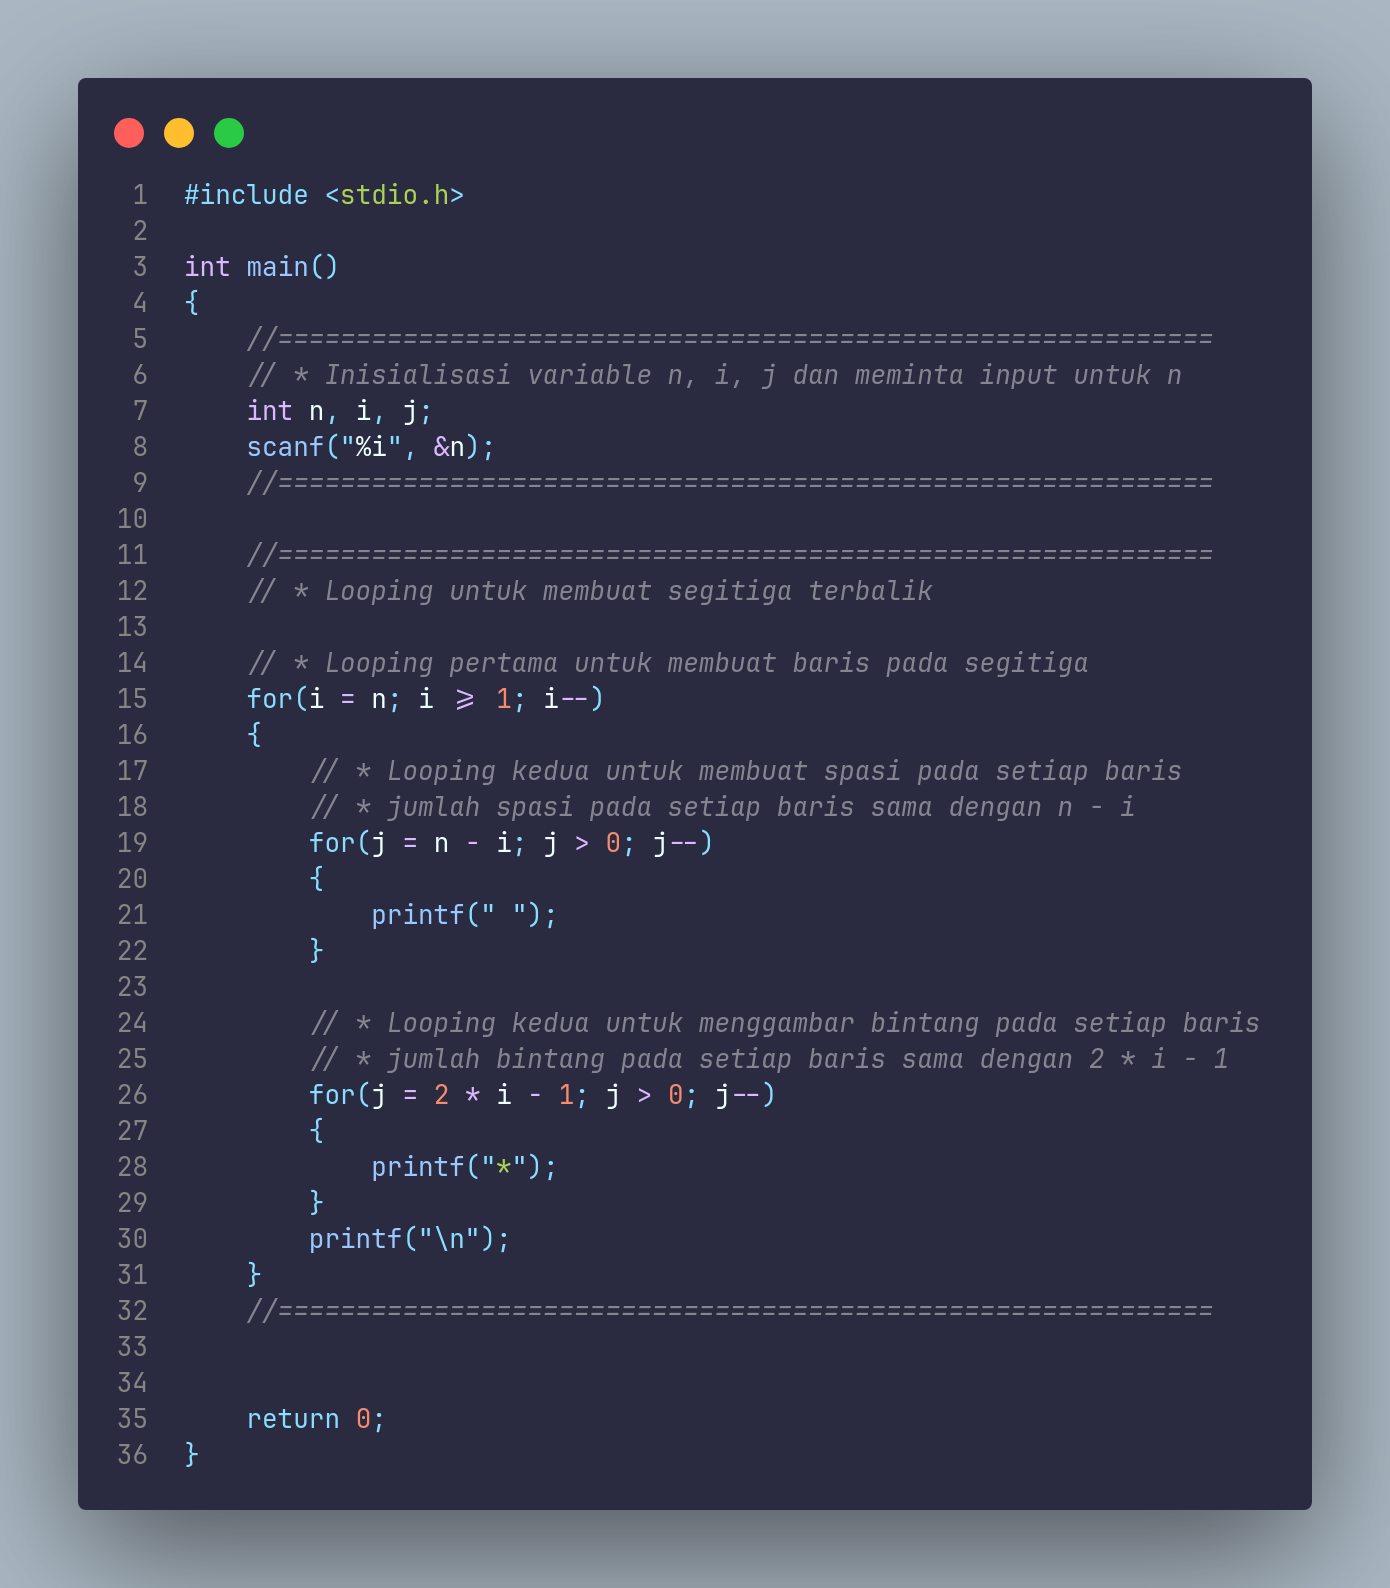 1 #include <stdio.h>
2
3 int main()
4 {
5     //============================================================
6     // * Inisialisasi variable n, i, j dan meminta input untuk n
7     int n, i, j;
8     scanf("%i", &n);
9     //============================================================
10
11     //============================================================
12     // * Looping untuk membuat segitiga terbalik
13
14     // * Looping pertama untuk membuat baris pada segitiga
15     for(i = n; i >= 1; i--)
16     {
17         // * Looping kedua untuk membuat spasi pada setiap baris
18         // * jumlah spasi pada setiap baris sama dengan n - i
19         for(j = n - i; j > 0; j--)
20         {
21             printf(" ");
22         }
23
24         // * Looping kedua untuk menggambar bintang pada setiap baris
25         // * jumlah bintang pada setiap baris sama dengan 2 * i - 1
26         for(j = 2 * i - 1; j > 0; j--)
27         {
28             printf("*");
29         }
30         printf("\n");
31     }
32     //============================================================
33
34
35     return 0;
36 }